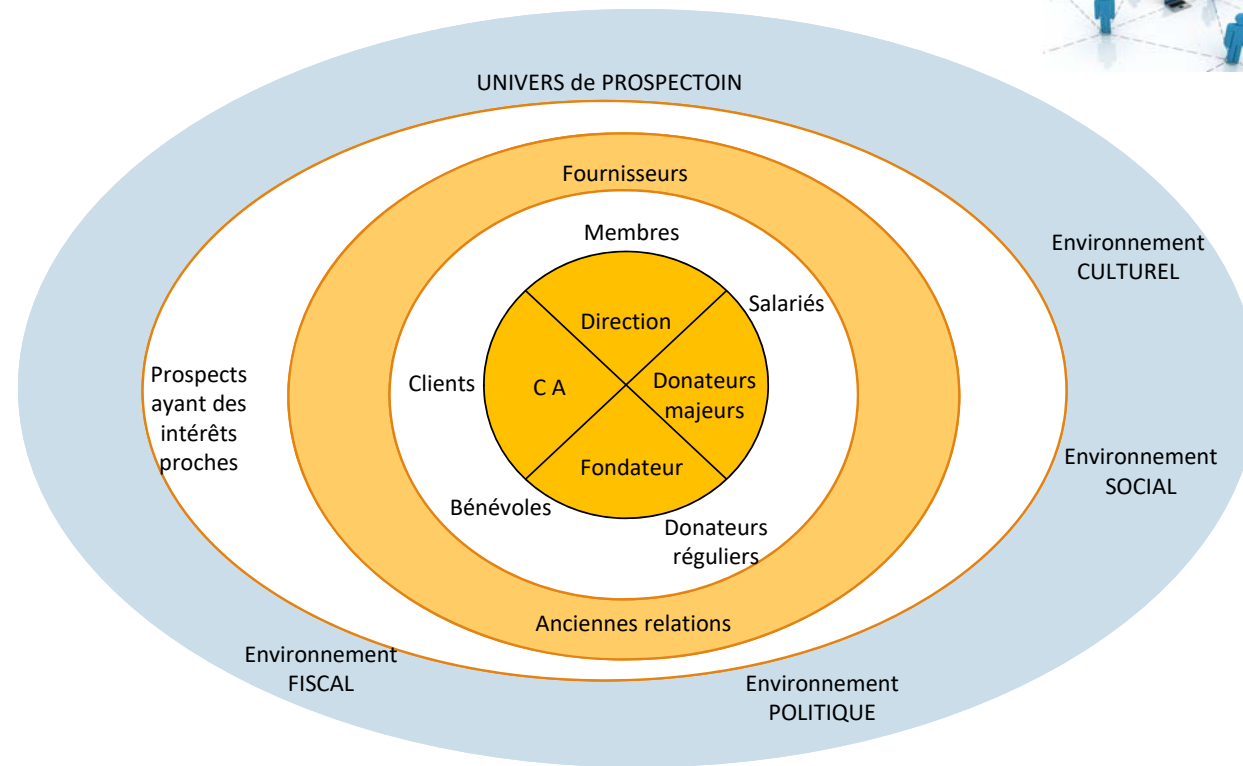 UNIVERS de PROSPECTOIN
Fournisseurs
Membres
Environnement
CULTUREL
Salariés
Direction
Prospects
ayant des
intérêts
proches
Clients
C A
Donateurs
majeurs
Fondateur
Environnement
SOCIAL
Bénévoles
Donateurs
réguliers
Anciennes relations
Environnement
FISCAL
Environnement
POLITIQUE